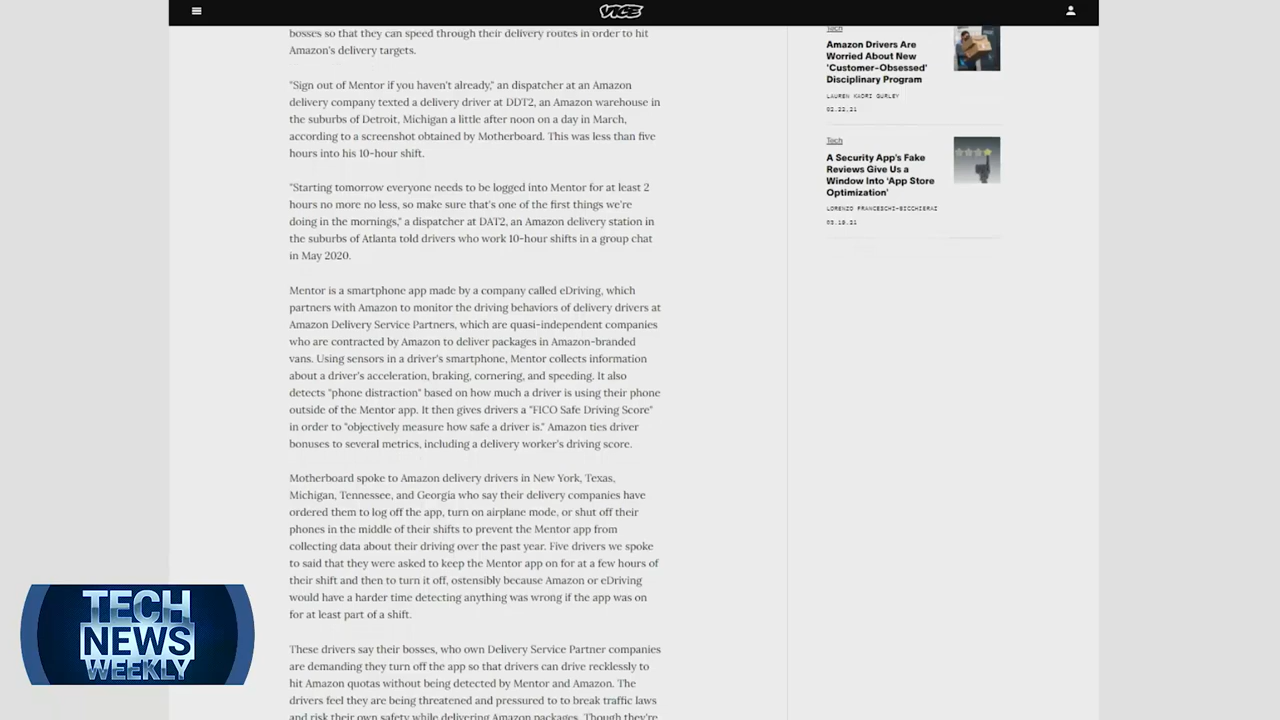 VICE
bosses so that they can speed through their delivery routes in order to hit
Amazon's delivery targets.
"Sign out of Mentor if you haven't already," an dispatcher at an Amazon
delivery company texted a delivery driver at DDT2, an Amazon warehouse in
the suburbs of Detroit, Michigan a little after noon on a day in March,
according to a screenshot obtained by Motherboard. This was less than five
hours into his 10-hour shift.
"Starting tomorrow everyone needs to be logged into Mentor for at least 2
hours no more no less, so make sure that's one of the first things we're
doing in the mornings," a dispatcher at DAT2, an Amazon delivery station in
the suburbs of Atlanta told drivers who work 10-hour shifts in a group chat
in May 2020.
Mentor is a smartphone app made by a company called eDriving, which
partners with Amazon to monitor the driving behaviors of delivery drivers at
Amazon Delivery Service Partners, which are quasi-independent companies
who are contracted by Amazon to deliver packages in Amazon-branded
vans. Using sensors in a driver's smartphone, Mentor collects information
about a driver's acceleration, braking, cornering, and speeding. It also
detects "phone distraction" based on how much a driver is using their phone
outside of the Mentor app. It then gives drivers a "FICO Safe Driving Score"
in order to "objectively measure how safe a driver is." Amazon ties driver
bonuses to several metrics, including a delivery worker's driving score.
Motherboard spoke to Amazon delivery drivers in New York, Texas,
Michigan, Tennessee, and Georgia who say their delivery companies have
ordered them to log off the app, turn on airplane mode, or shut off their
phones in the middle of their shifts to prevent the Mentor app from
collecting data about their driving over the past year. Five drivers we spoke
to said that they were asked to keep the Mentor app on for at a few hours of
their shift and then to turn it off, ostensibly because Amazon or eDriving
would have a harder time detecting anything was wrong if the app was on
for at least part of a shift.
These drivers say their bosses, who own Delivery Service Partner companies
are demanding they turn off the app so that drivers can drive recklessly to
hit Amazon quotas without being detected by Mentor and Amazon. The
drivers feel they are being threatened and pressured to to break traffic laws
and risk their own safety while delivering Amazon packages. Though they're
Tech
Amazon Drivers Are
Worried About New
'Customer-Obsessed'
Disciplinary Program
LAUREN KAORI GURLEY
02.22.21
Tech
A Security App's Fake
Reviews Give Us a
Window Into 'App Store
Optimization'
LORENZO FRANCESCHI-BICCHIERAI
03.19.21
TECH
NEWS
WEEKLY